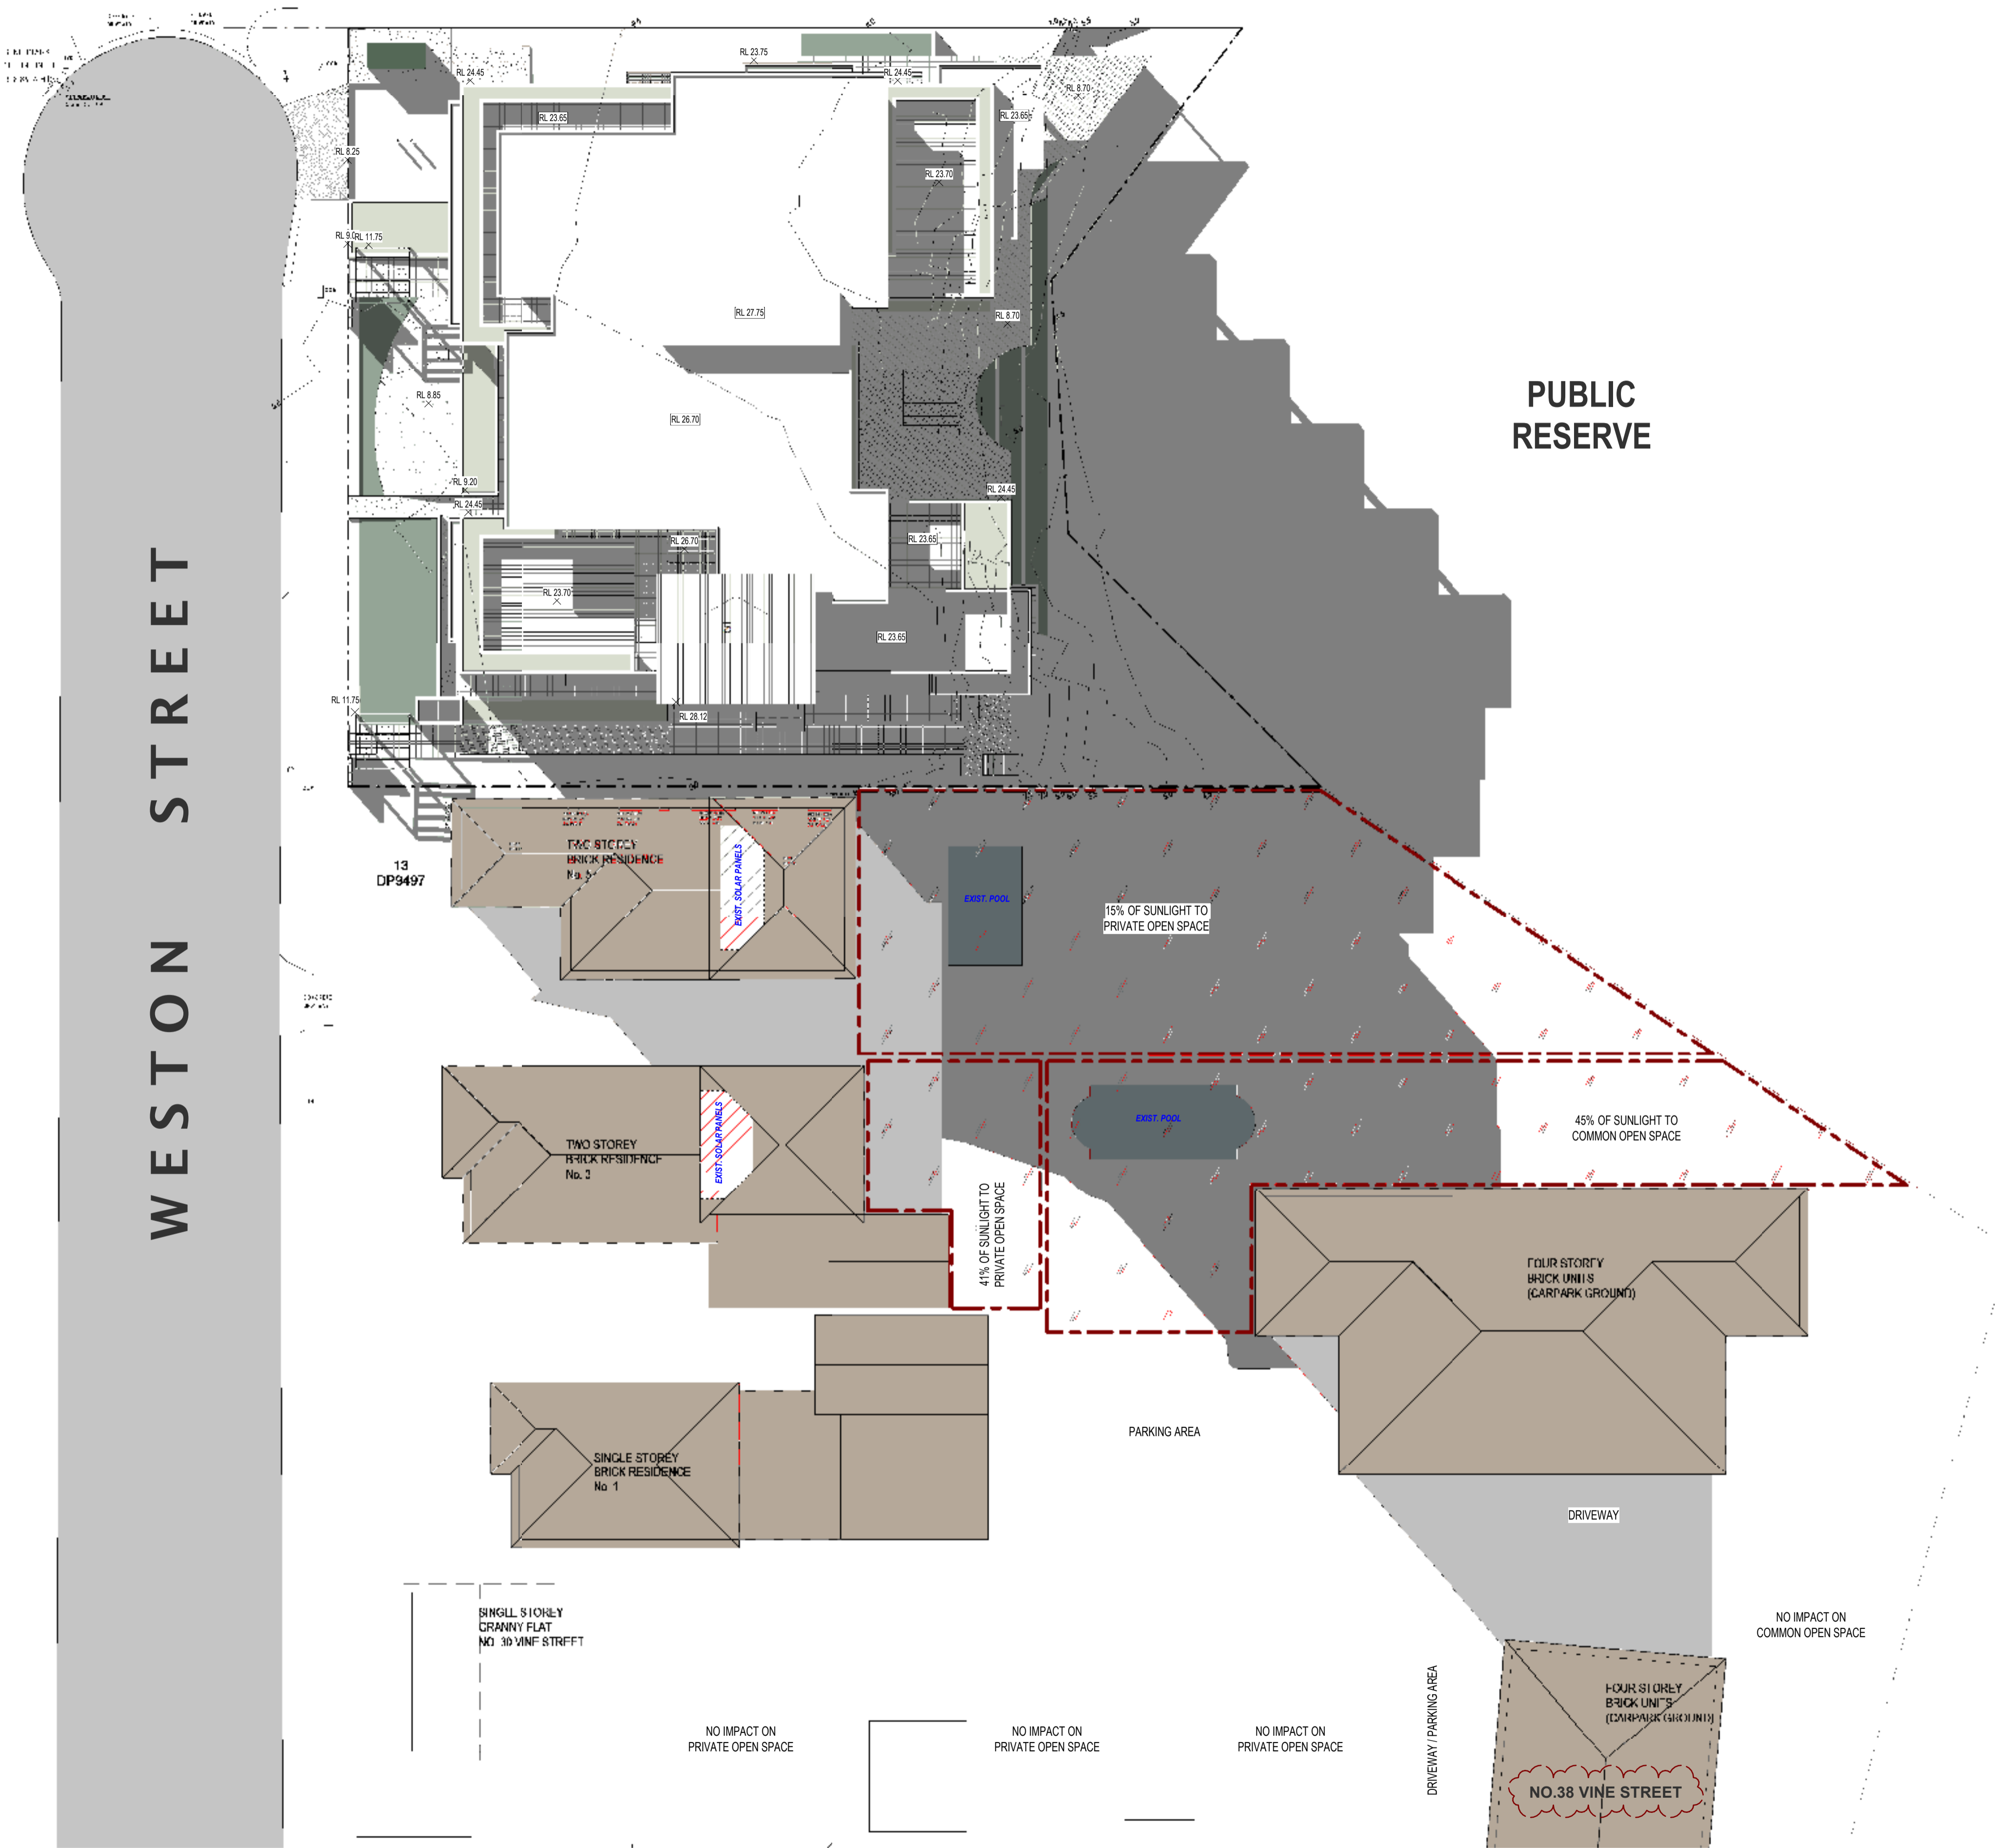 RL 23.75
RL 24.45
RL 24.45
RL 8.70
RL 23.65
RL 23.65
RL 8.25
RL 23.70
RL 9.0
RL 11.75
RL 27.75
RL 8.70
PUBLIC
RESERVE
RL 8.85
RL 26.70
RL 9.20
RL 24.45
RL 24.45
RL 26.70
RL 23.65
RL 23.70
RL 23.65
RL 11.75
RL 28.12
WESTON STREET
13
DP9497
TWO STOREY
BRICK RESIDENCE
EXIST. SOLAR PANELS
EXIST. POOL
15% OF SUNLIGHT TO
PRIVATE OPEN SPACE
TWO STOREY
BRICK RESIDENCE
No. 3
EXIST. SOLAR PANELS
EXIST. POOL
45% OF SUNLIGHT TO
COMMON OPEN SPACE
41% OF SUNLIGHT TO
PRIVATE OPEN SPACE
FOUR STOREY
BRICK UNITS
(CARPARK GROUND)
PARKING AREA
SINGLE STOREY
BRICK RESIDENCE
No 1
DRIVEWAY
SINGLE STOREY
GRANNY FLAT
NO. 30 VINE STREET
NO IMPACT ON
COMMON OPEN SPACE
DRIVEWAY / PARKING AREA
FOUR STOREY
BRICK UNITS
(CARPARK GROUND)
NO IMPACT ON
PRIVATE OPEN SPACE
NO IMPACT ON
PRIVATE OPEN SPACE
NO IMPACT ON
PRIVATE OPEN SPACE
NO.38 VINE STREET